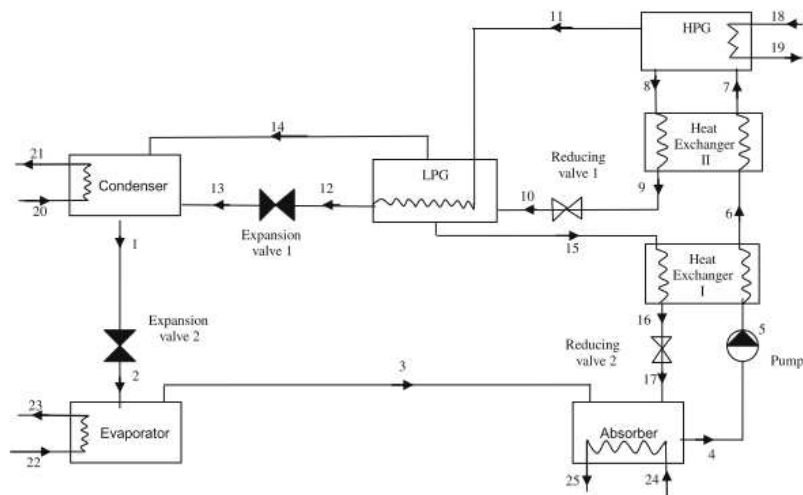 11
18
HPG
19
8
7
14
Heat
Exchanger
II
21
Condenser
LPG
Reducing
valve 1
13
12
10
9
20
6
Expansion
valve 1
15
1
Heat
Exchanger
I
Expansion
valve 2
16
5
Reducing
valve 2
Pump
2
3
17
23
Evaporator
Absorber
4
22
25
24